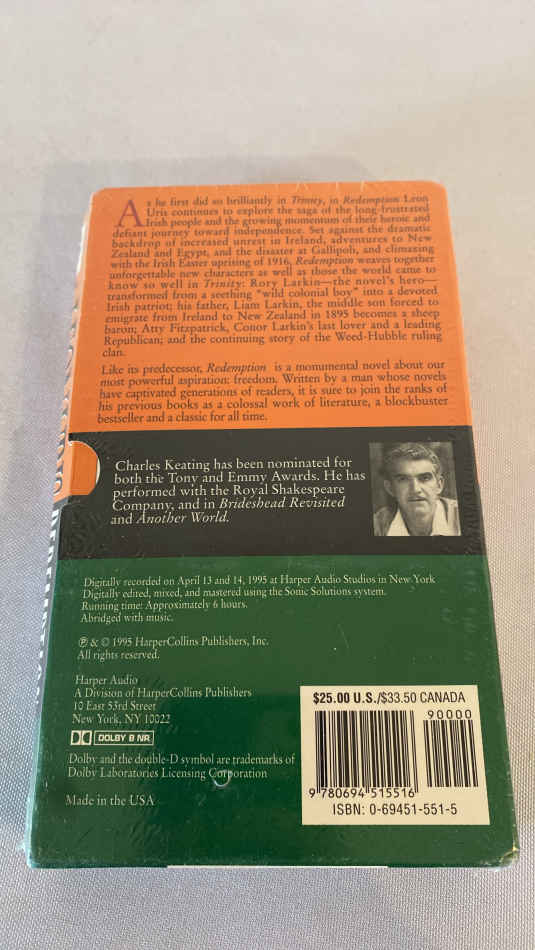 As he first did so brilliantly in Trinity, in Redemption Leon
Uris continues to explore the saga of the long-frustrated
Irish people and the growing momentum of their heroic and
defiant journey toward independence. Set against the dramatic
backdrop of increased unrest in Ireland, adventures to New
Zealand and Egypt, and the disaster at Gallipoli, and climaxing
with the Irish Easter uprising of 1916, Redemption weaves together
unforgettable new characters as well as those the world came to
know so well in Trinity: Rory Larkin—the novel's hero—
transformed from a seething "wild colonial boy" into a devoted
Irish patriot; his father, Liam Larkin, the middle son forced to
emigrate from Ireland to New Zealand in 1895 becomes a sheep
baron; Atty Fitzpatrick, Conor Larkin's last lover and a leading
Republican; and the continuing story of the Weed-Hubble ruling
clan.
Like its predecessor, Redemption is a monumental novel about our
most powerful aspiration: freedom. Written by a man whose novels
have captivated generations of readers, it is sure to join the ranks of
his previous books as a colossal work of literature, a blockbuster
bestseller and a classic for all time.
Charles Keating has been nominated for
both the Tony and Emmy Awards. He has
performed with the Royal Shakespeare
Company, and in Brideshead Revisited
and Another World.
Digitally recorded on April 13 and 14, 1995 at Harper Audio Studios in New York
Digitally edited, mixed, and mastered using the Sonic Solutions system.
Running time: Approximately 6 hours.
Abridged with music.
℗ & © 1995 HarperCollins Publishers, Inc.
All rights reserved.
Harper Audio
A Division of HarperCollins Publishers
10 East 53rd Street
New York, NY 10022
DOLBY B NR
Dolby and the double-D symbol are trademarks of
Dolby Laboratories Licensing Corporation
Made in the USA
$25.00 U.S./$33.50 CANADA
90000
9 780694 515516
ISBN: 0-69451-551-5